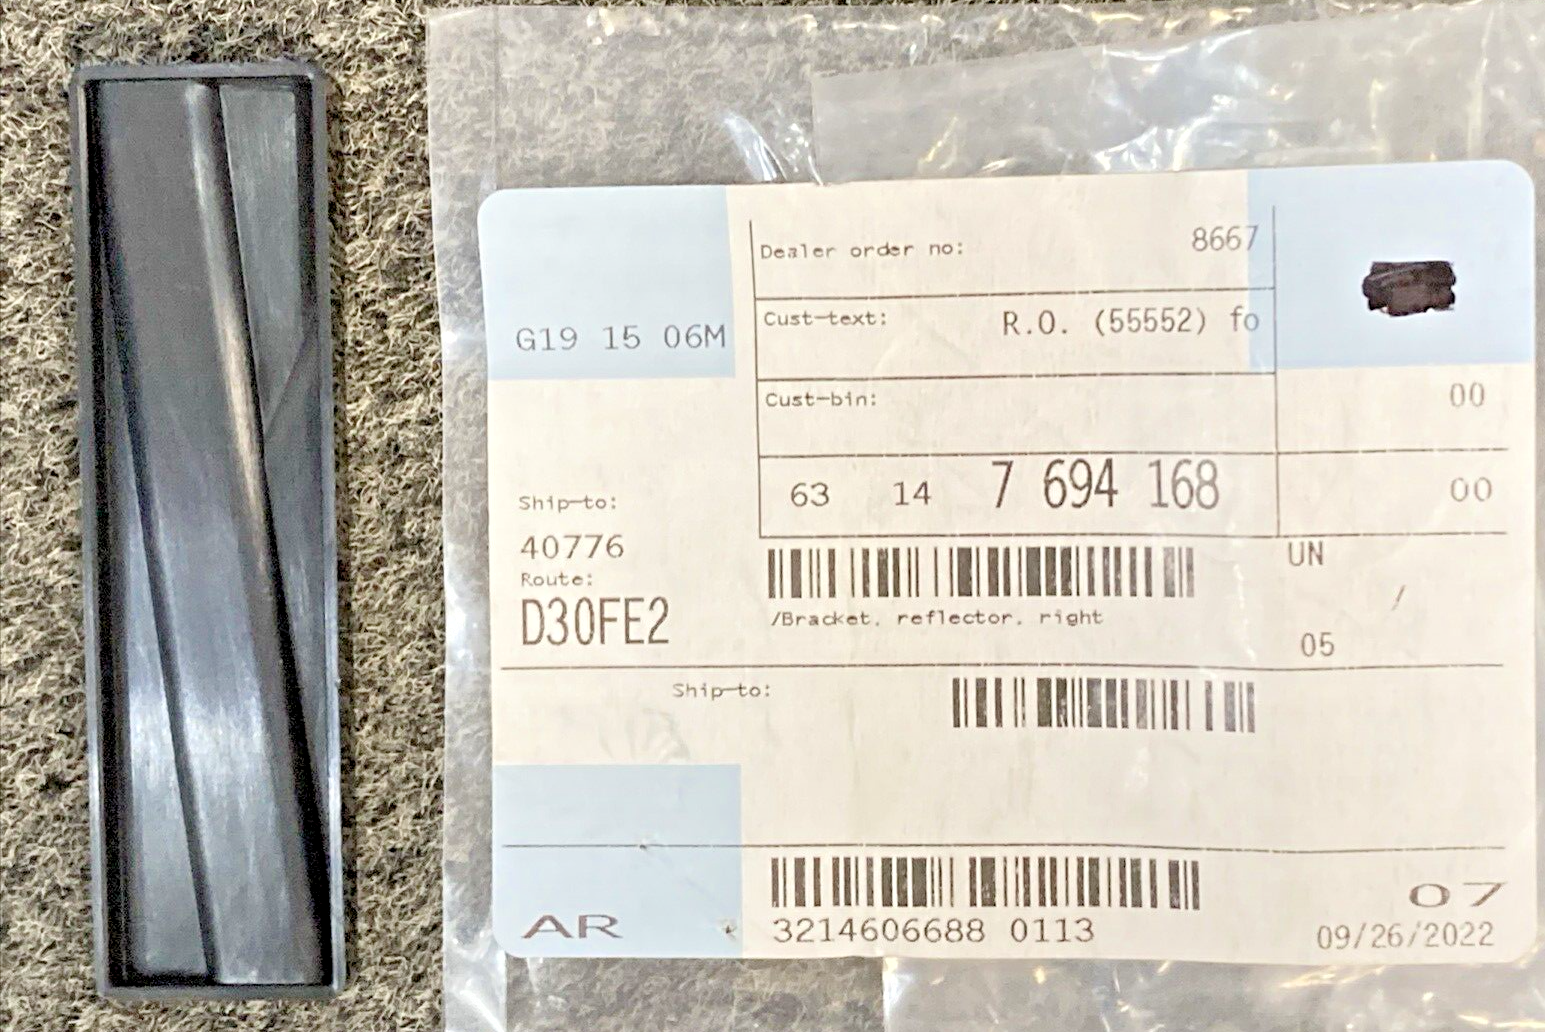 Dealer order no: 8667
G19 15 06M
Cust-text: R.O. (55552) fo
Cust-bin: 00
63 14 7 694 168 00
Ship-to:
40776
UN
Route:
/
D30FE2
/Bracket, reflector, right
05
Ship-to:
AR
3214606688 0113
07
09/26/2022